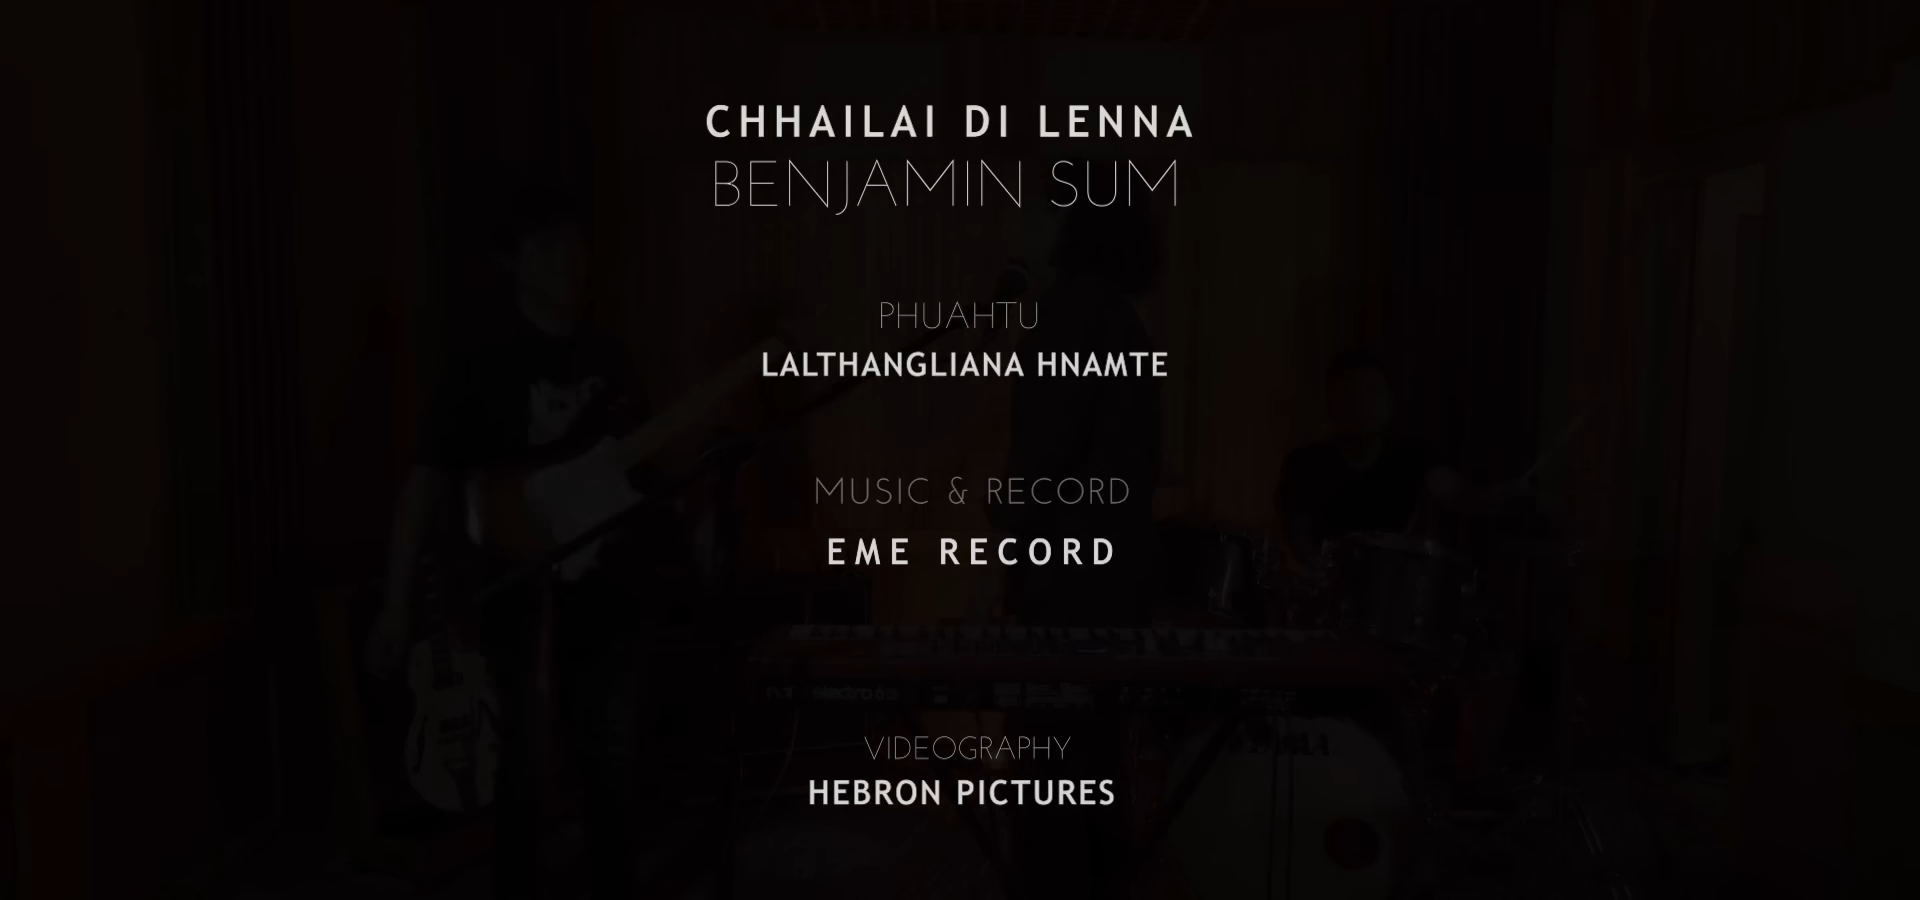 CHHAILAI DI LENNA
BENJAMIN SUM
PHUAHTU
LALTHANGLIANA HNAMTE
MUSIC & RECORD
EME RECORD
VIDEOGRAPHY
HEBRON PICTURES